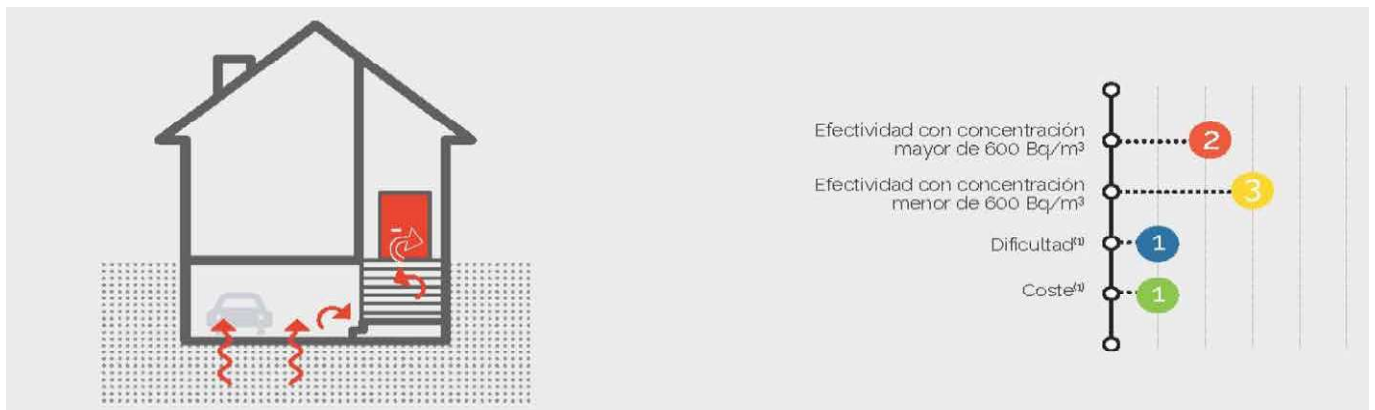 Efectividad con concentración
mayor de 600 Bq/m³
2
Efectividad con concentración
menor de 600 Bq/m³
3
Dificultad⁽¹⁾
1
Coste⁽¹⁾
1